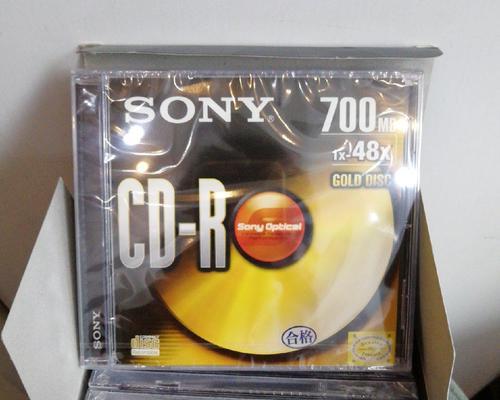 SONY
700MB
1x-48x
GOLD DISC
CD-R
Sony Optical
合格
SONY